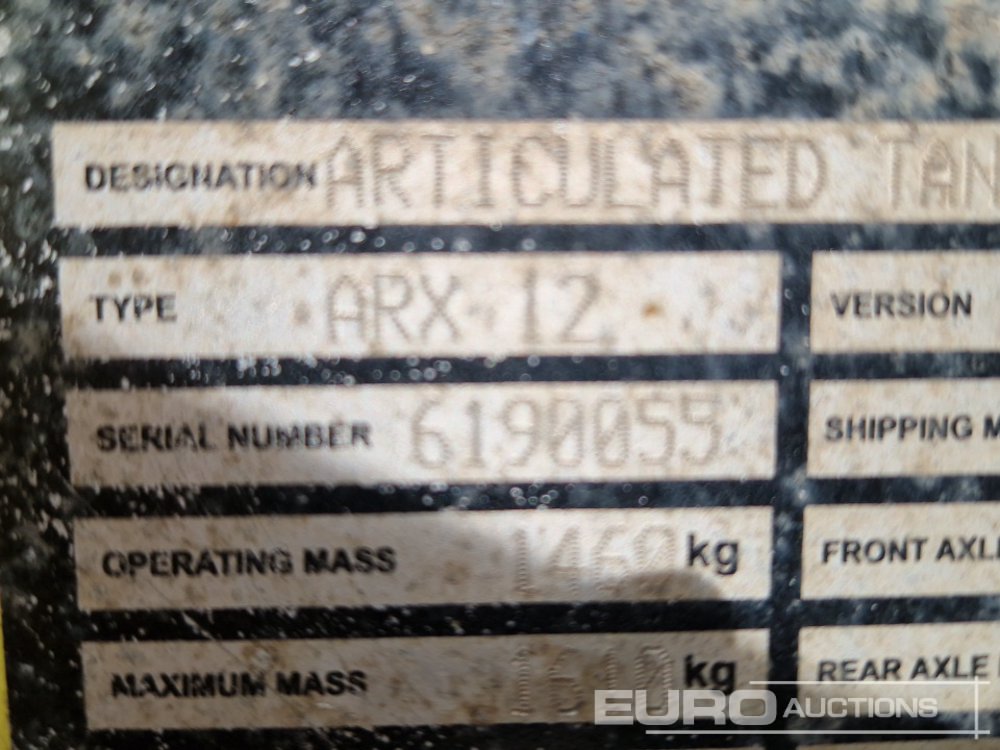 DESIGNATION ARTICULATED TAN
TYPE ARX 12 VERSION
SERIAL NUMBER 6190055 SHIPPING M
OPERATING MASS 1460 kg FRONT AXLE
MAXIMUM MASS kg REAR AXLE
EURO AUCTIONS